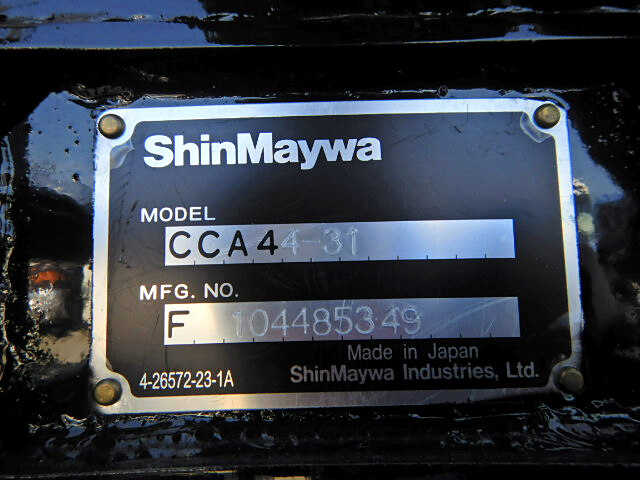 ShinMaywa
MODEL
CCA44-31
MFG. NO.
F 104485349
Made in Japan
4-26572-23-1A
ShinMaywa Industries, Ltd.